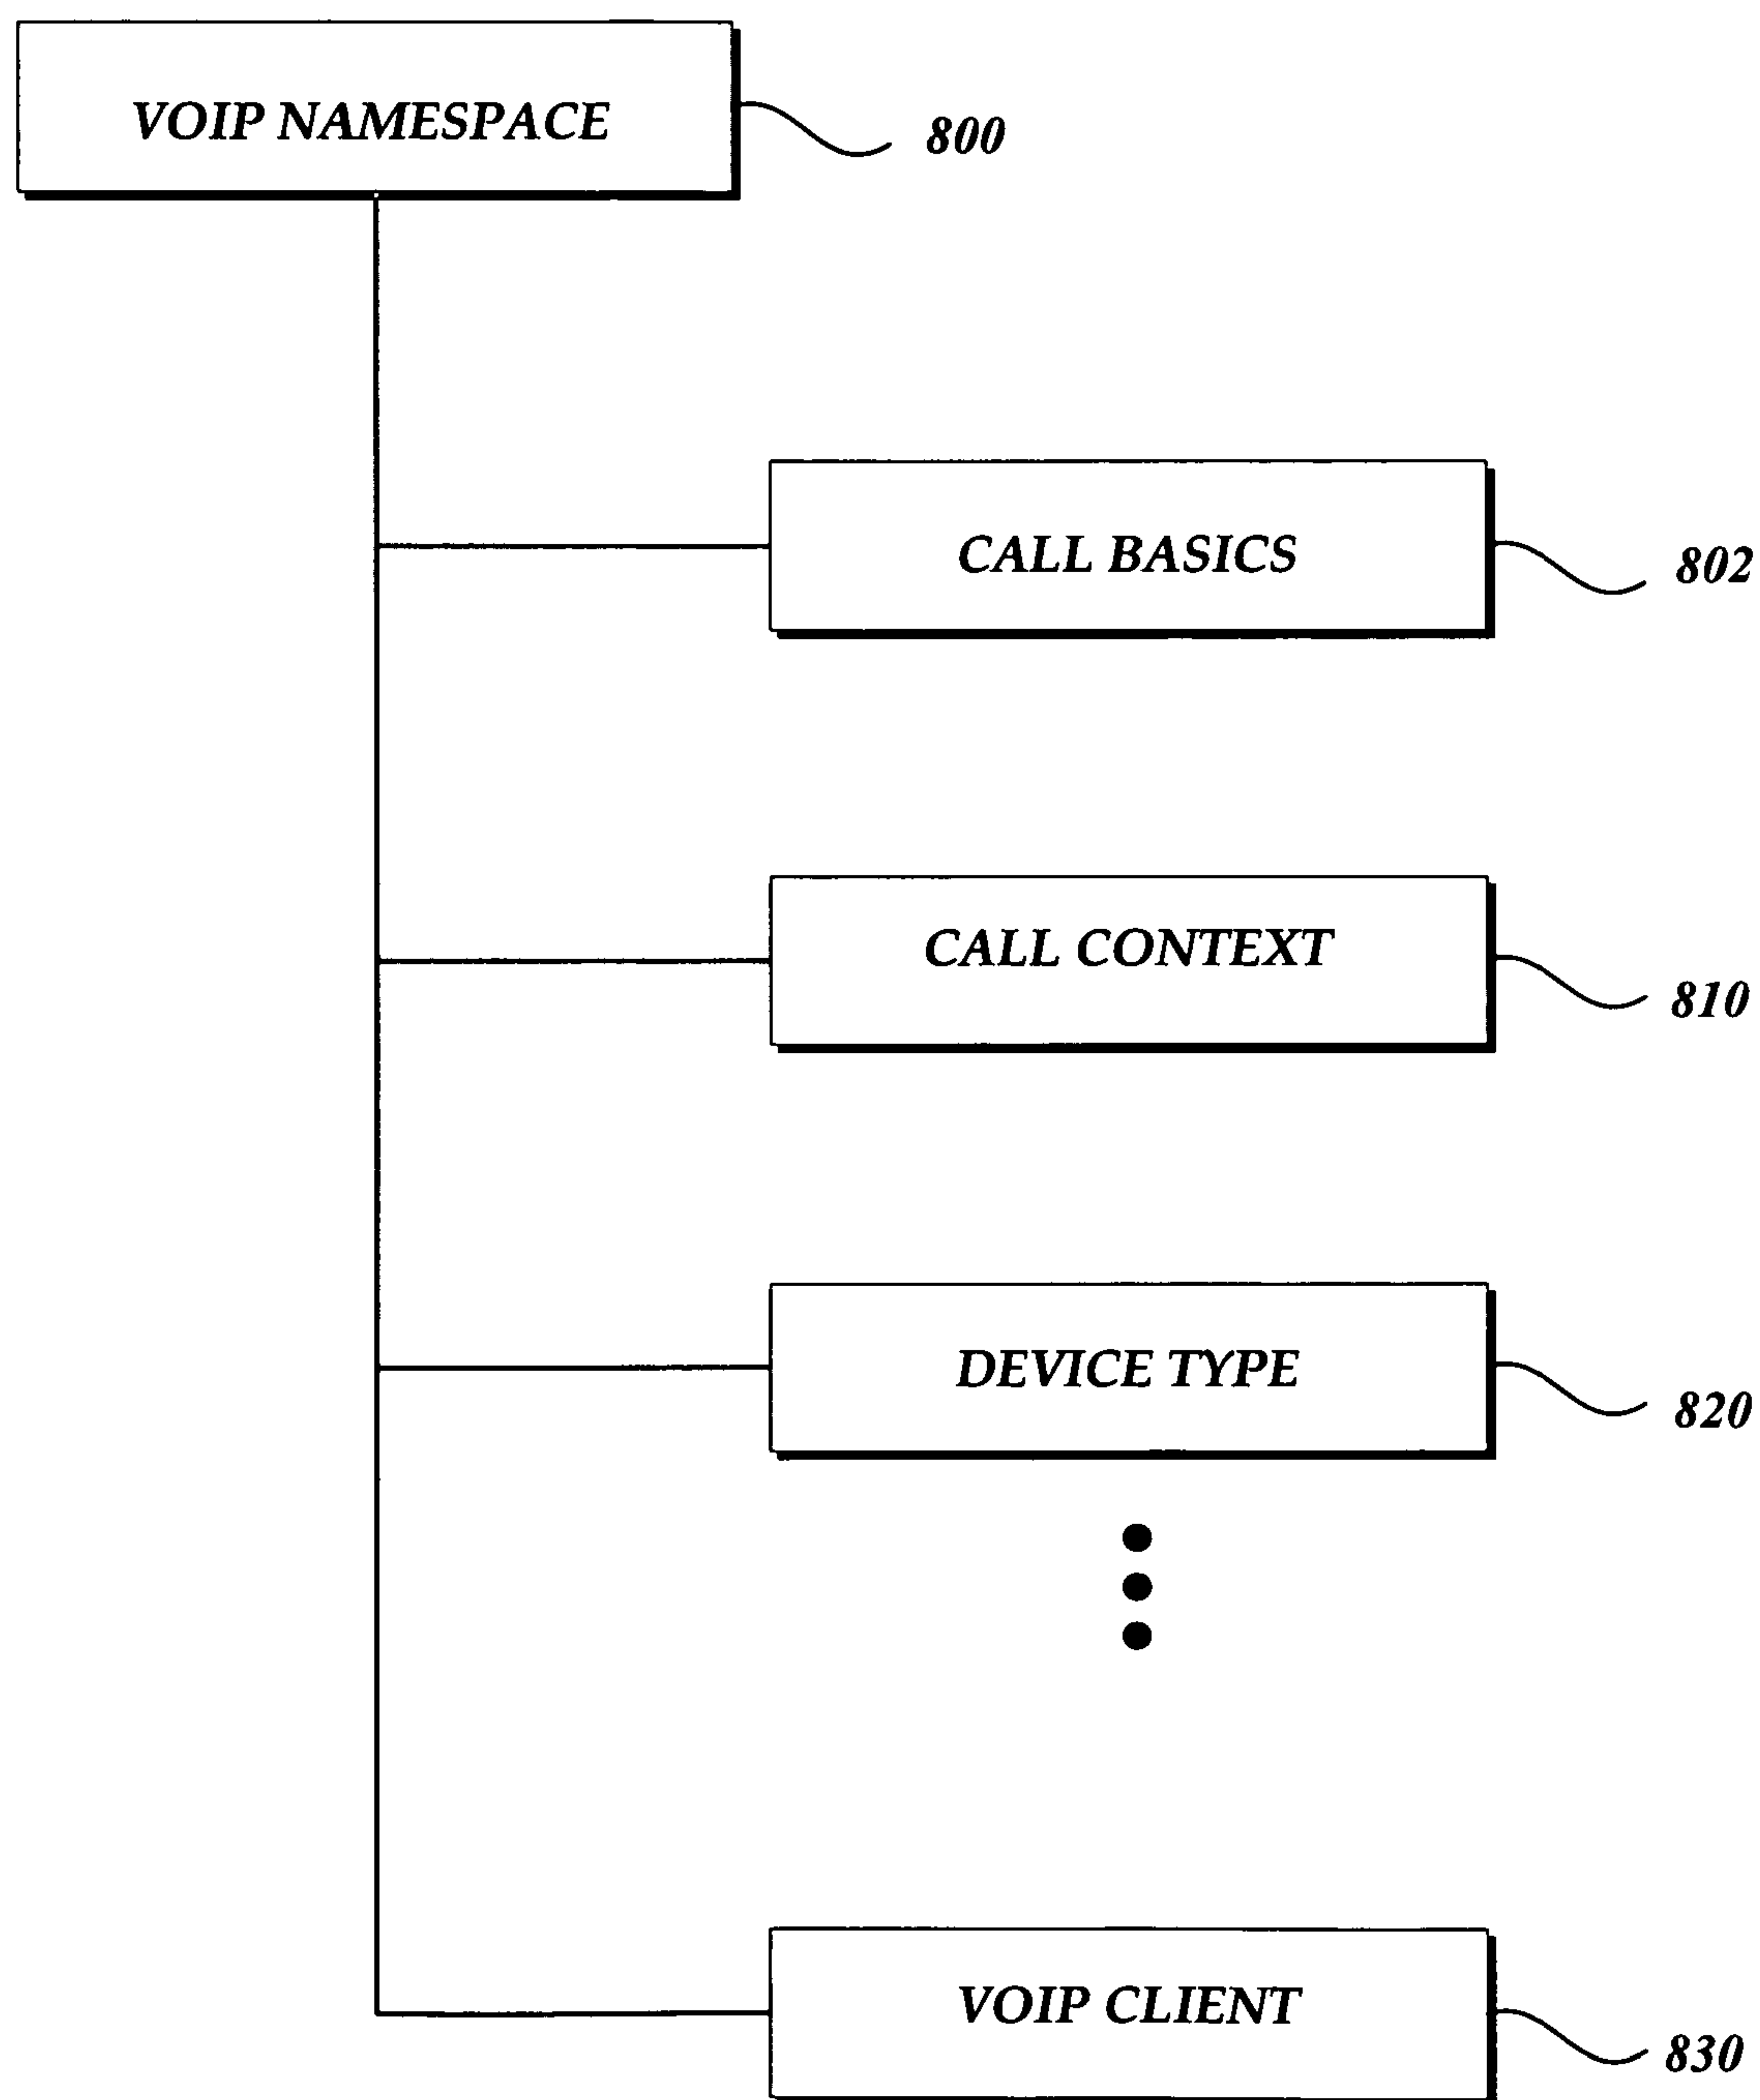 VOIP NAMESPACE
800
CALL BASICS
802
CALL CONTEXT
810
DEVICE TYPE
820
VOIP CLIENT
830